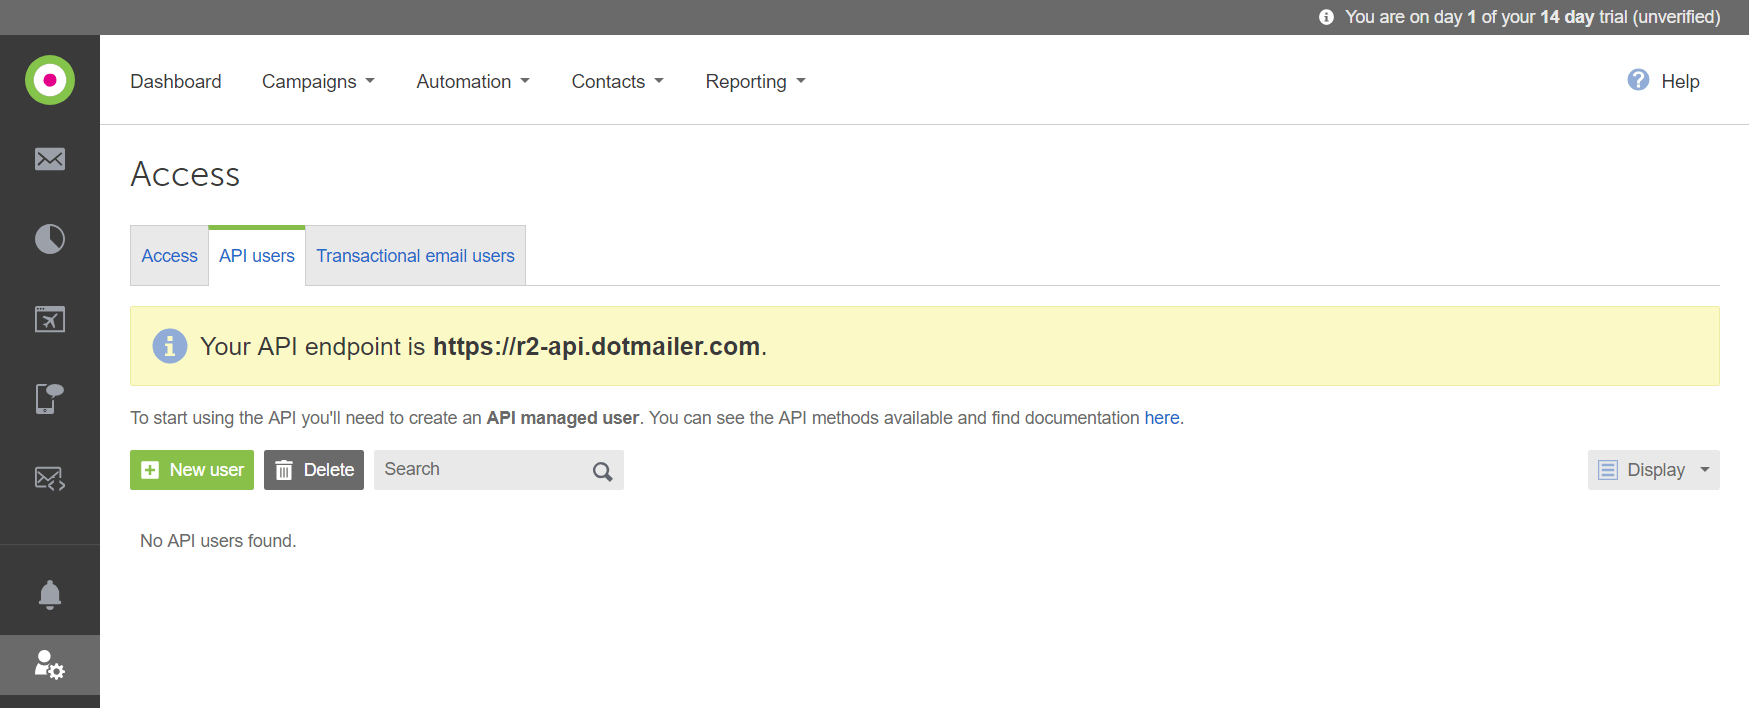 You are on day 1 of your 14 day trial (unverified)
Dashboard Campaigns Automation Contacts Reporting Help
Access
Access API users Transactional email users
Your API endpoint is https://r2-api.dotmailer.com.
To start using the API you'll need to create an API managed user. You can see the API methods available and find documentation here.
New user Delete Search Display
No API users found.